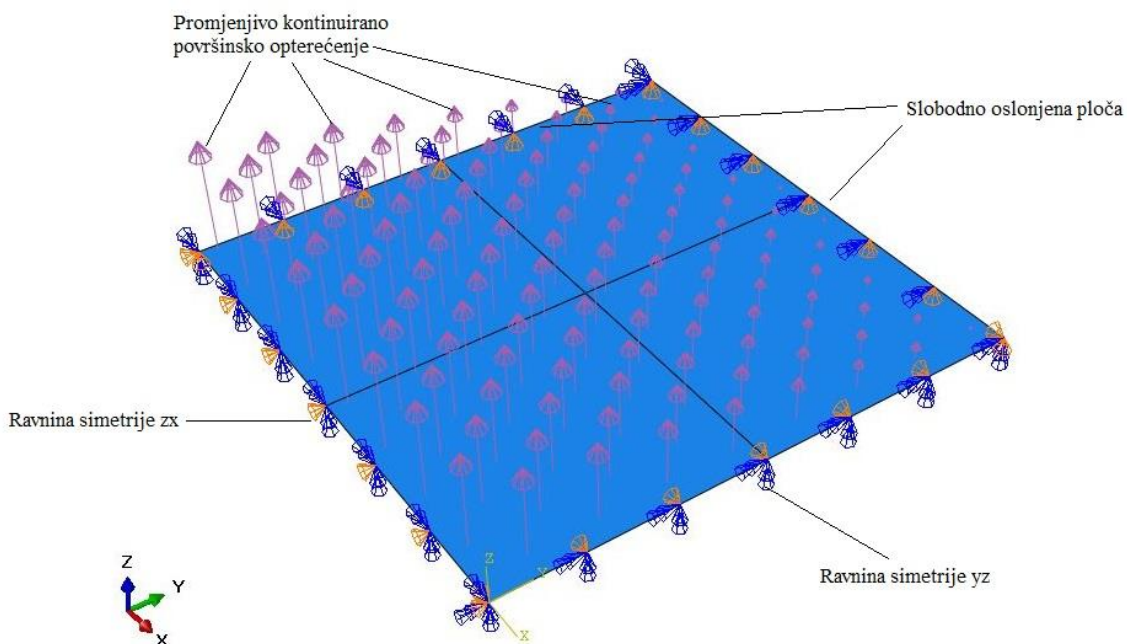 Promjenjivo kontinuirano
površinsko opterećenje
Slobodno oslonjena ploča
Ravnina simetrije zx
Ravnina simetrije yz
Z
Y
X
Z
Y
X